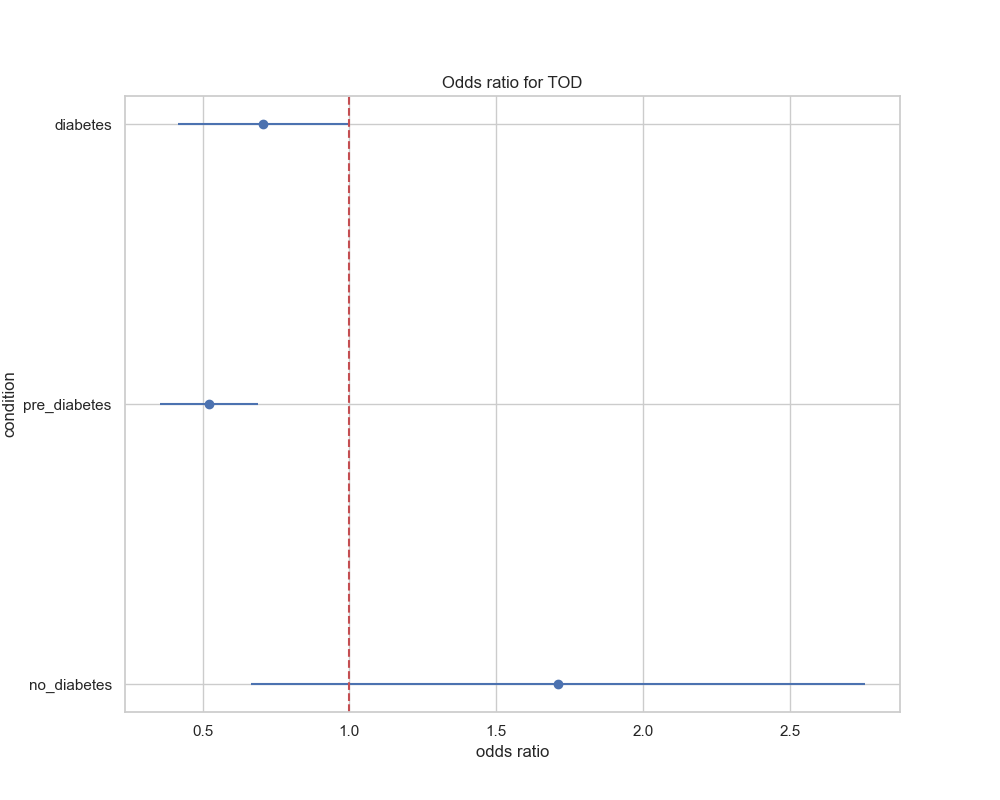 Odds ratio for TOD
diabetes
pre_diabetes
no_diabetes
condition
0.5 1.0 1.5 2.0 2.5
odds ratio